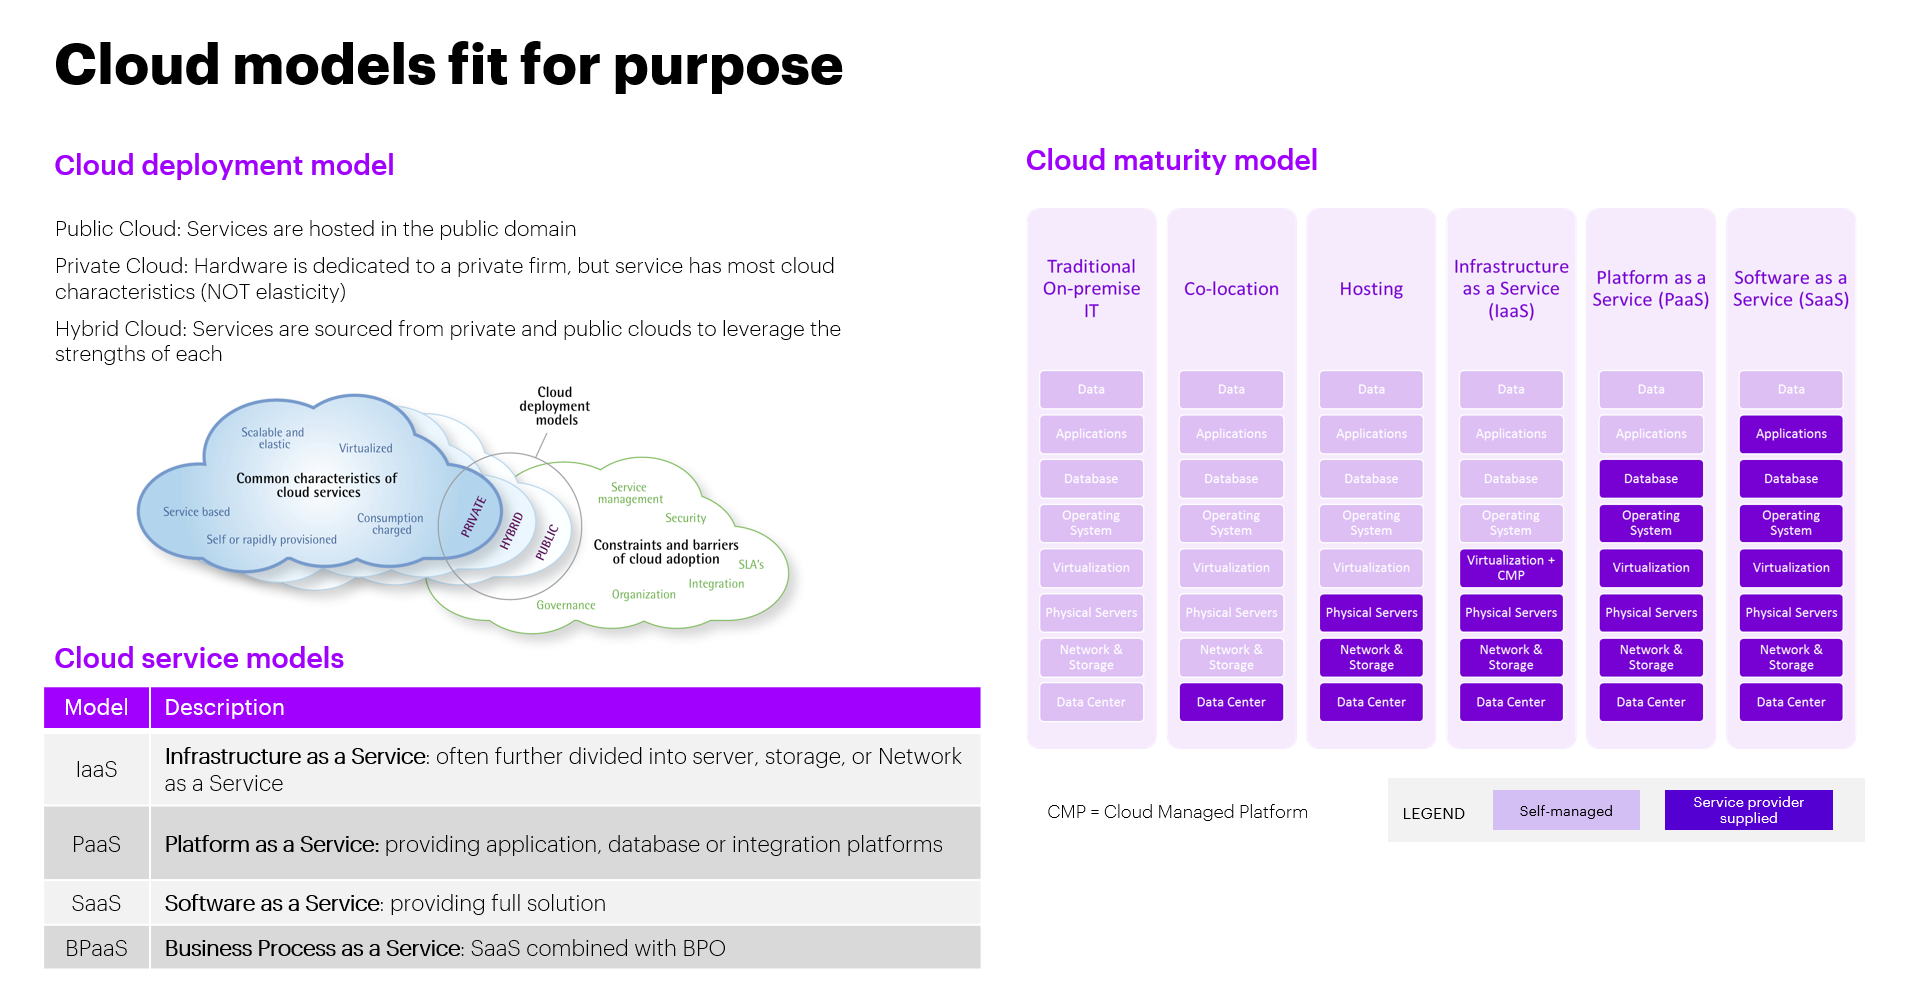 Cloud models fit for purpose
Cloud deployment model
Public Cloud: Services are hosted in the public domain
Private Cloud: Hardware is dedicated to a private firm, but service has most cloud
characteristics (NOT elasticity)
Hybrid Cloud: Services are sourced from private and public clouds to leverage the
strengths of each
Cloud
deployment
models
Scalable and
elastic
Virtualized
Common characteristics of
cloud services
Service based
Consumption
charged
Self or rapidly provisioned
PRIVATE
HYBRID
PUBLIC
Service
management
Security
Constraints and barriers
of cloud adoption
SLA's
Integration
Organization
Governance
Cloud service models
Model Description
IaaS
Infrastructure as a Service: often further divided into server, storage, or Network
as a Service
PaaS Platform as a Service: providing application, database or integration platforms
SaaS Software as a Service: providing full solution
BPaaS Business Process as a Service: SaaS combined with BPO
Cloud maturity model
Traditional
On-premise
IT
Data
Applications
Database
Operating
System
Virtualization
Physical Servers
Network &
Storage
Data Center
Co-location
Data
Applications
Database
Operating
System
Virtualization
Physical Servers
Network &
Storage
Data Center
Hosting
Data
Applications
Database
Operating
System
Virtualization
Physical Servers
Network &
Storage
Data Center
Infrastructure
as a Service
(IaaS)
Data
Applications
Database
Operating
System
Virtualization +
CMP
Physical Servers
Network &
Storage
Data Center
Platform as a
Service (PaaS)
Data
Applications
Database
Operating
System
Virtualization
Physical Servers
Network &
Storage
Data Center
Software as a
Service (SaaS)
Data
Applications
Database
Operating
System
Virtualization
Physical Servers
Network &
Storage
Data Center
CMP = Cloud Managed Platform
LEGEND
Self-managed
Service provider
supplied